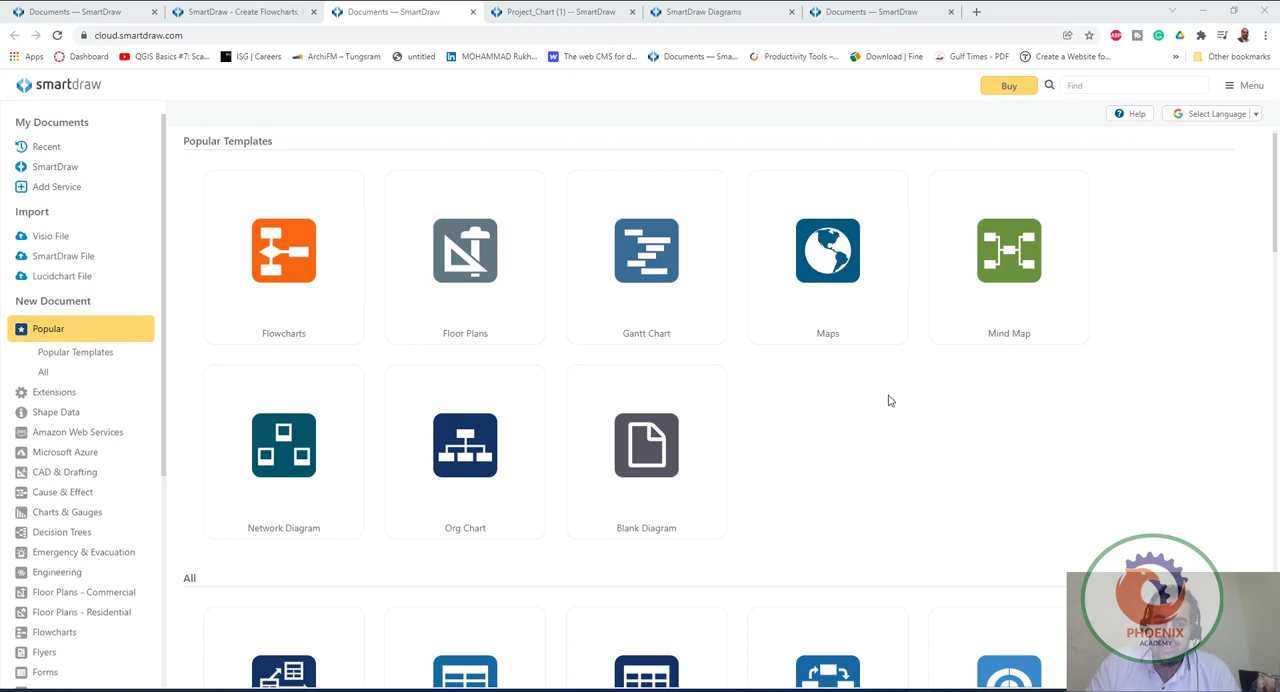 Documents — SmartDraw
SmartDraw - Create Flowcharts,
Documents — SmartDraw
Project_Chart (1) -- SmartDraw
SmartDraw Diagrams
Documents — SmartDraw
cloud.smartdraw.com
Apps
Dashboard
QGIS Basics #7: Sca...
ISG | Careers
ArchiFM – Tungsram
untitled
MOHAMMAD Rukh...
The web CMS for d...
Documents — Sma...
Productivity Tools –...
Download | Fine
Gulf Times - PDF
Create a Website fo...
»
Other bookmarks
smartdraw
Buy
Find
Menu
Help
Select Language
My Documents
Recent
SmartDraw
Add Service
Import
Visio File
SmartDraw File
Lucidchart File
New Document
Popular
Popular Templates
All
Extensions
Shape Data
Amazon Web Services
Microsoft Azure
CAD & Drafting
Cause & Effect
Charts & Gauges
Decision Trees
Emergency & Evacuation
Engineering
Floor Plans - Commercial
Floor Plans - Residential
Flowcharts
Flyers
Forms
Popular Templates
Flowcharts
Floor Plans
Gantt Chart
Maps
Mind Map
Network Diagram
Org Chart
Blank Diagram
All
PHOENIX
ACADEMY